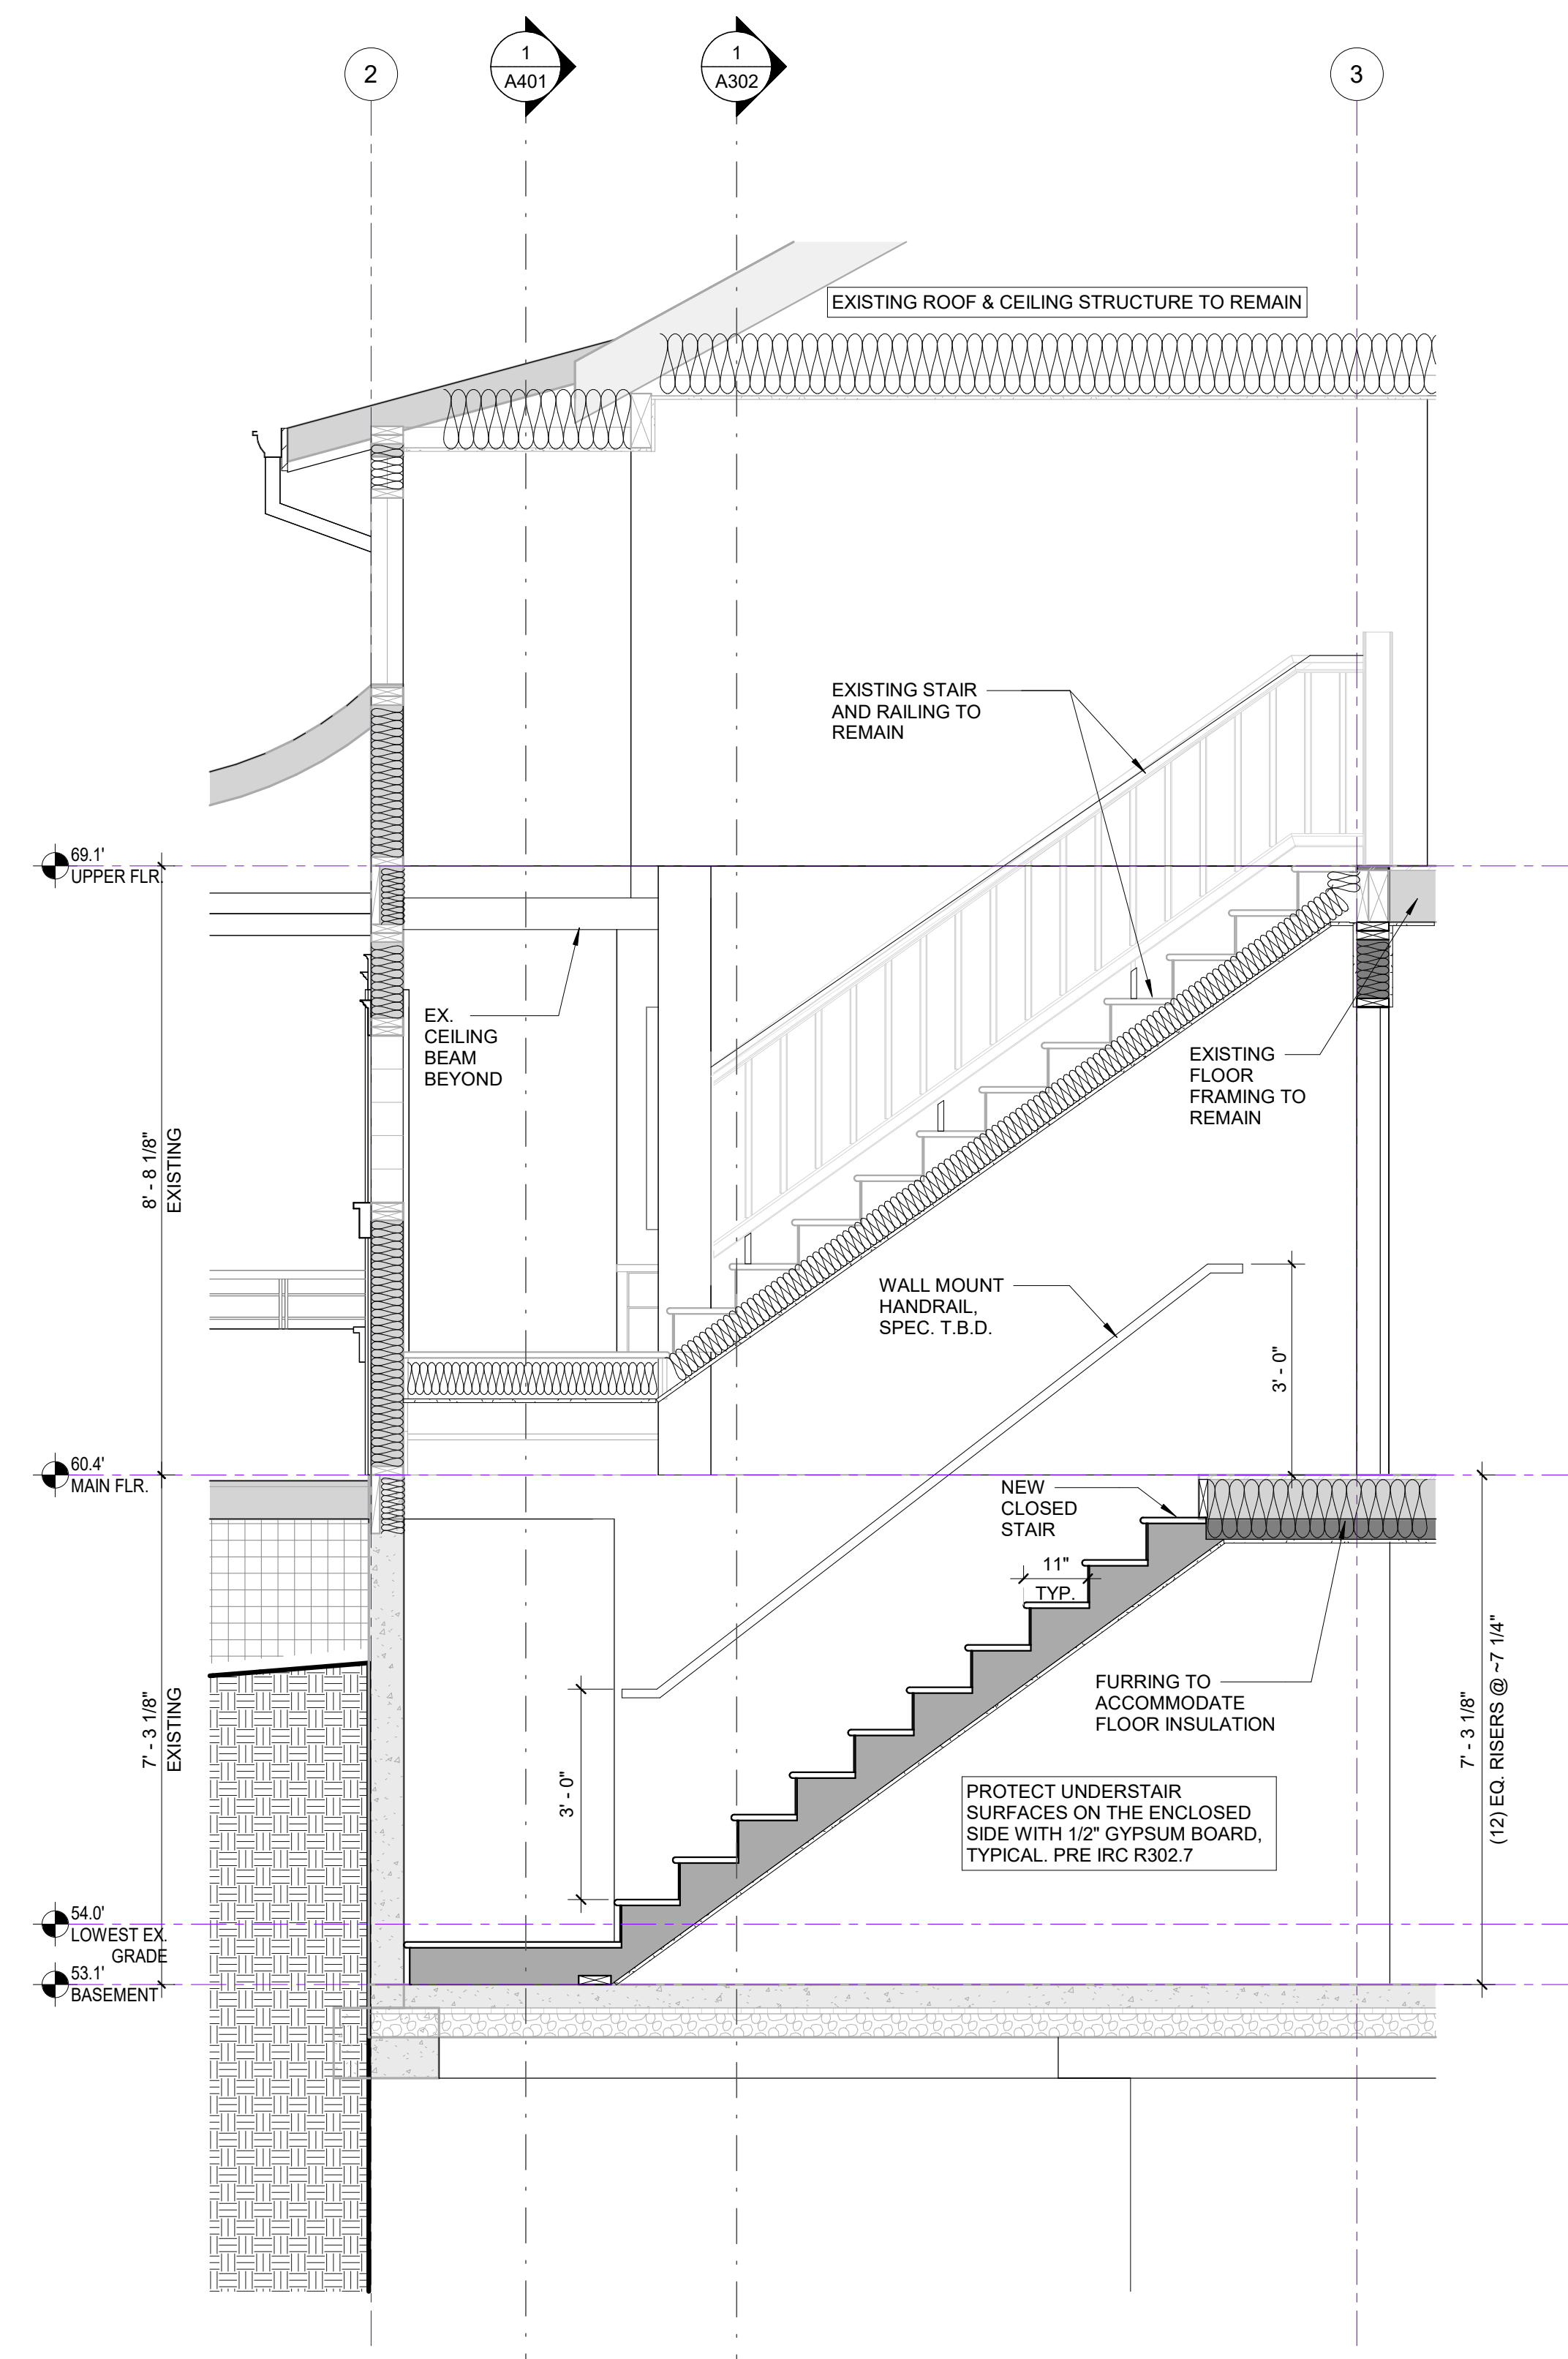 2
1
A401
1
A302
3
EXISTING ROOF & CEILING STRUCTURE TO REMAIN
EXISTING STAIR
AND RAILING TO
REMAIN
69.1'
UPPER FLR.
EX.
CEILING
BEAM
BEYOND
EXISTING
FLOOR
FRAMING TO
REMAIN
8' - 8 1/8"
EXISTING
WALL MOUNT
HANDRAIL,
SPEC. T.B.D.
3' - 0"
60.4'
MAIN FLR.
NEW
CLOSED
STAIR
11"
TYP.
FURRING TO
ACCOMMODATE
FLOOR INSULATION
7' - 3 1/8"
EXISTING
7' - 3 1/8"
(12) EQ. RISERS @ ~7 1/4"
3' - 0"
PROTECT UNDERSTAIR
SURFACES ON THE ENCLOSED
SIDE WITH 1/2" GYPSUM BOARD,
TYPICAL. PRE IRC R302.7
54.0'
LOWEST EX.
GRADE
53.1'
BASEMENT